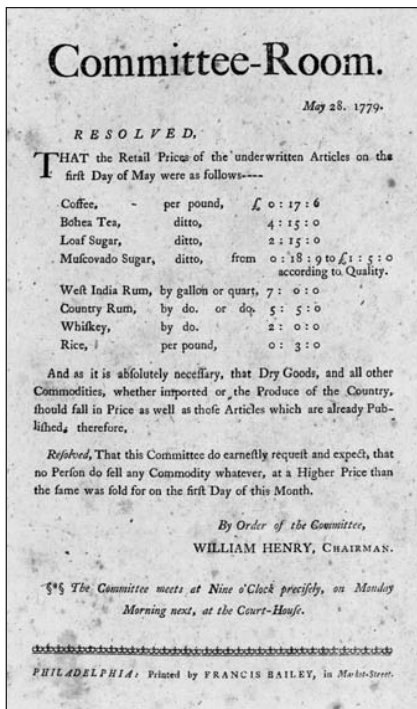 Committee-Room.
May 28. 1779.
RESOLVED,
THAT the Retail Prices of the underwritten Articles on the
first Day of May were as follows----
Coffee, - per pound, £ 0 : 17 : 6
Bohea Tea, ditto, 4 : 15 : 0
Loaf Sugar, ditto, 2 : 15 : 0
Muscovado Sugar, ditto, from 0 : 18 : 9 to £ 1 : 5 : 0
according to Quality.
West India Rum, by gallon or quart, 7 : 0 : 0
Country Rum, by do. or do. 5 : 5 : 0
Whiskey, by do. 2 : 0 : 0
Rice, per pound, 0 : 3 : 0
And as it is absolutely necessary, that Dry Goods, and all other
Commodities, whether imported or the Produce of the Country,
should fall in Price as well as those Articles which are already Pub-
lished, therefore,
Resolved, That this Committee do earnestly request and expect, that
no Person do sell any Commodity whatever, at a Higher Price than
the same was sold for on the first Day of this Month.
By Order of the Committee,
WILLIAM HENRY, CHAIRMAN.
§*§ The Committee meets at Nine o'Clock precisely, on Monday
Morning next, at the Court-House.
PHILADELPHIA: Printed by FRANCIS BAILEY, in Market-Street.